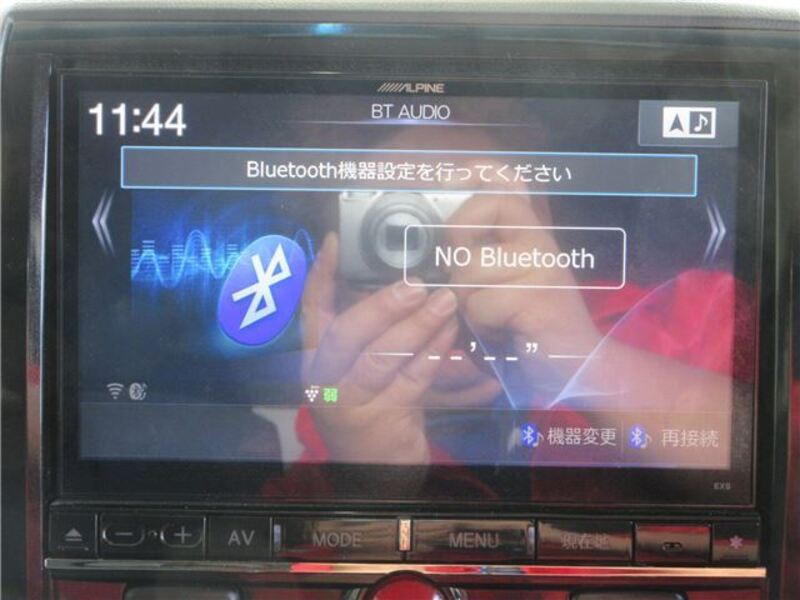 ALPINE
BT AUDIO
11:44
Bluetooth機器設定を行ってください
NO Bluetooth
--'--"
弱
機器変更 再接続
EX8
AV MODE MENU 現在地